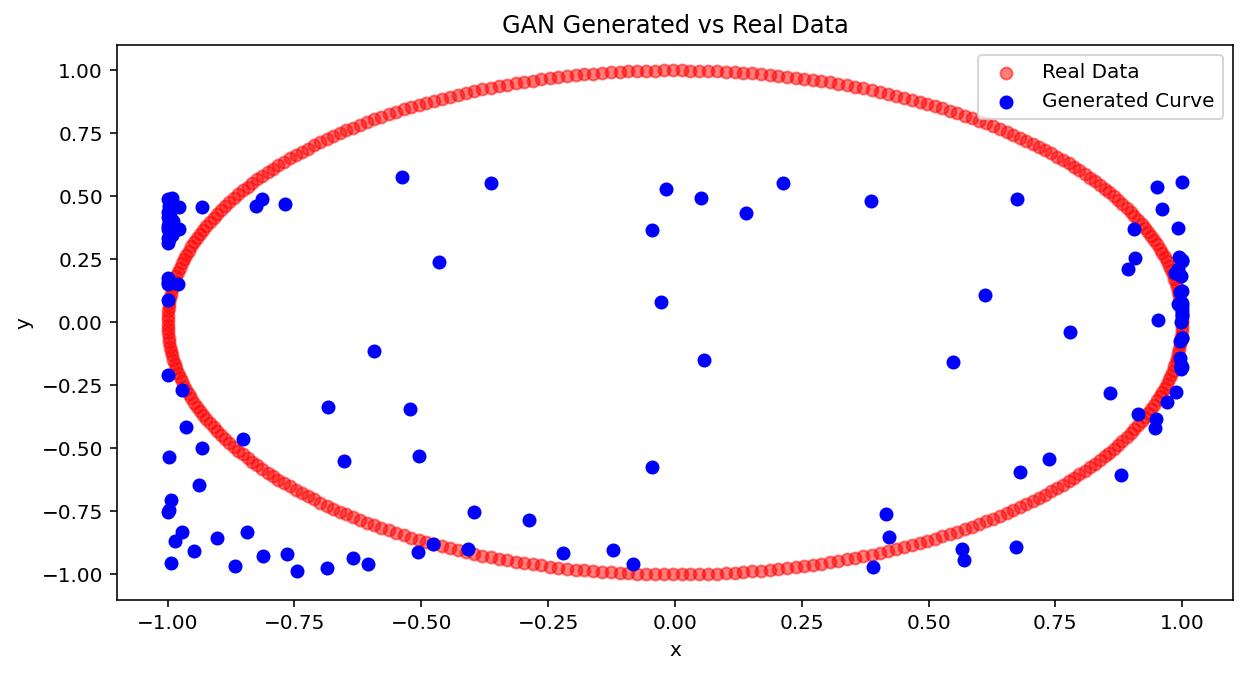 GAN Generated vs Real Data
Real Data
Generated Curve
1.00
0.75
0.50
0.25
0.00
−0.25
−0.50
−0.75
−1.00
y
−1.00 −0.75 −0.50 −0.25 0.00 0.25 0.50 0.75 1.00
x